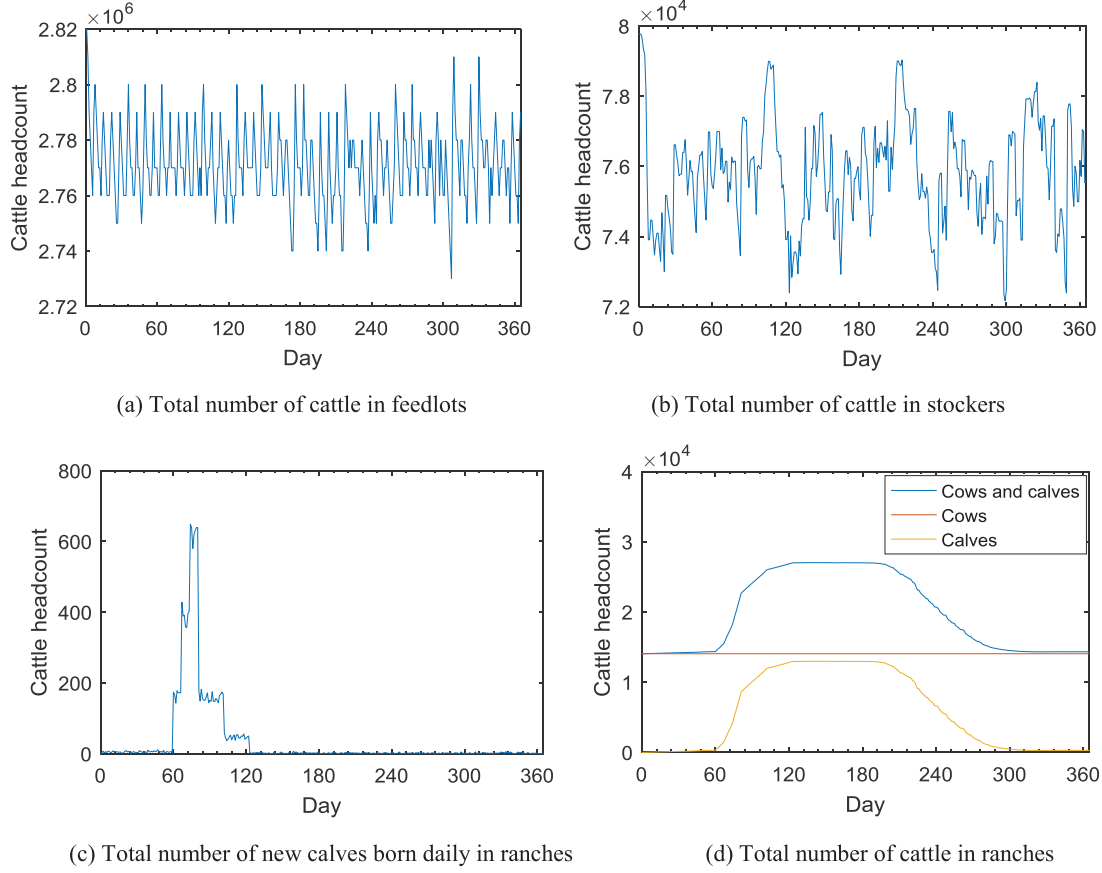 ×10^6
2.82
2.8
2.78
2.76
2.74
2.72
Cattle headcount
0 60 120 180 240 300 360
Day
(a) Total number of cattle in feedlots
×10^4
8
7.8
7.6
7.4
7.2
Cattle headcount
0 60 120 180 240 300 360
Day
(b) Total number of cattle in stockers
800
600
400
200
0
Cattle headcount
0 60 120 180 240 300 360
Day
(c) Total number of new calves born daily in ranches
×10^4
4
3
2
1
0
Cattle headcount
Cows and calves
Cows
Calves
0 60 120 180 240 300 360
Day
(d) Total number of cattle in ranches